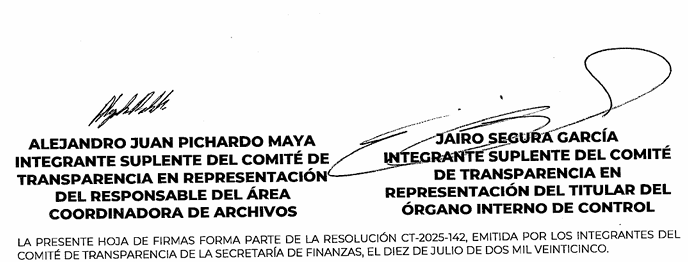 ALEJANDRO JUAN PICHARDO MAYA
INTEGRANTE SUPLENTE DEL COMITÉ DE
TRANSPARENCIA EN REPRESENTACIÓN
DEL RESPONSABLE DEL ÁREA
COORDINADORA DE ARCHIVOS
JAIRO SEGURA GARCÍA
INTEGRANTE SUPLENTE DEL COMITÉ
DE TRANSPARENCIA EN
REPRESENTACIÓN DEL TITULAR DEL
ÓRGANO INTERNO DE CONTROL
LA PRESENTE HOJA DE FIRMAS FORMA PARTE DE LA RESOLUCIÓN CT-2025-142, EMITIDA POR LOS INTEGRANTES DEL
COMITÉ DE TRANSPARENCIA DE LA SECRETARÍA DE FINANZAS, EL DIEZ DE JULIO DE DOS MIL VEINTICINCO.